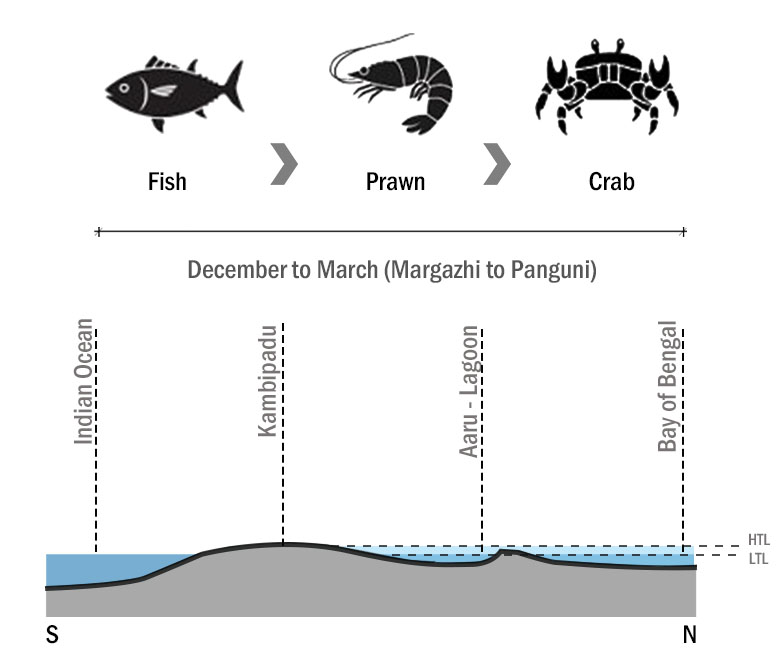 Fish
Prawn
Crab
December to March (Margazhi to Panguni)
Indian Ocean
Kambipadu
Aaru - Lagoon
Bay of Bengal
HTL
LTL
S
N